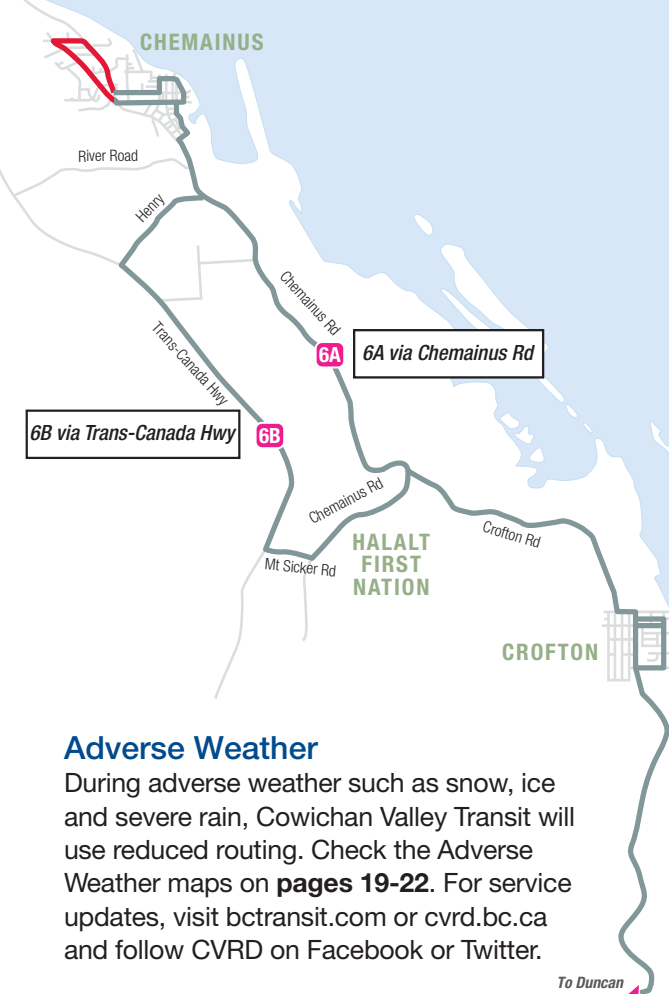 CHEMAINUS
River Road
Henry
Chemainus Rd
Trans-Canada Hwy
6A
6A via Chemainus Rd
6B via Trans-Canada Hwy
6B
Chemainus Rd
Crofton Rd
HALALT
FIRST
NATION
Mt Sicker Rd
CROFTON
Adverse Weather
During adverse weather such as snow, ice
and severe rain, Cowichan Valley Transit will
use reduced routing. Check the Adverse
Weather maps on pages 19-22. For service
updates, visit bctransit.com or cvrd.bc.ca
and follow CVRD on Facebook or Twitter.
To Duncan